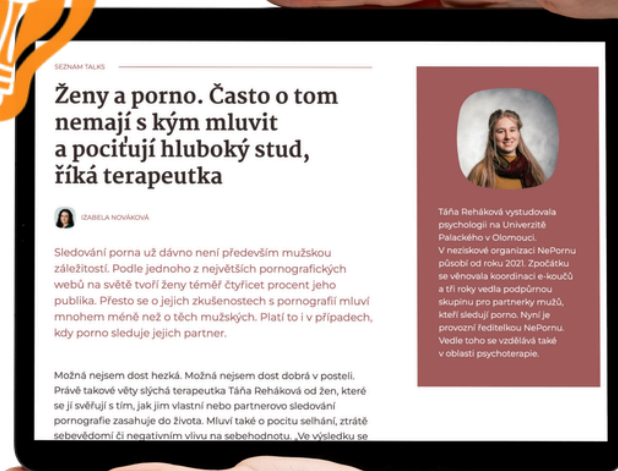 SEZNAM TALKS
Ženy a porno. Často o tom
nemají s kým mluvit
a pociťují hluboký stud,
říká terapeutka
IZABELA NOVÁKOVÁ
Sledování porna už dávno není především mužskou
záležitostí. Podle jednoho z největších pornografických
webů na světě tvoří ženy téměř čtyřicet procent jeho
publika. Přesto se o jejich zkušenostech s pornografií mluví
mnohem méně než o těch mužských. Platí to i v případech,
kdy porno sleduje jejich partner.
Možná nejsem dost hezká. Možná nejsem dost dobrá v posteli.
Právě takové věty slýchá terapeutka Táňa Reháková od žen, které
se jí svěřují s tím, jak jim vlastní nebo partnerovo sledování
pornografie zasahuje do života. Mluví také o pocitu selhání, ztrátě
sebevědomí či negativním vlivu na sebehodnotu. „Ve výsledku se
Táňa Reháková vystudovala
psychologii na Univerzitě
Palackého v Olomouci.
V neziskové organizaci NePornu
působí od roku 2021. Zpočátku
se věnovala koordinaci e-koučů
a tři roky vedla podpůrnou
skupinu pro partnerky mužů,
kteří sledují porno. Nyní je
provozní ředitelkou NePornu.
Vedle toho se vzdělává také
v oblasti psychoterapie.